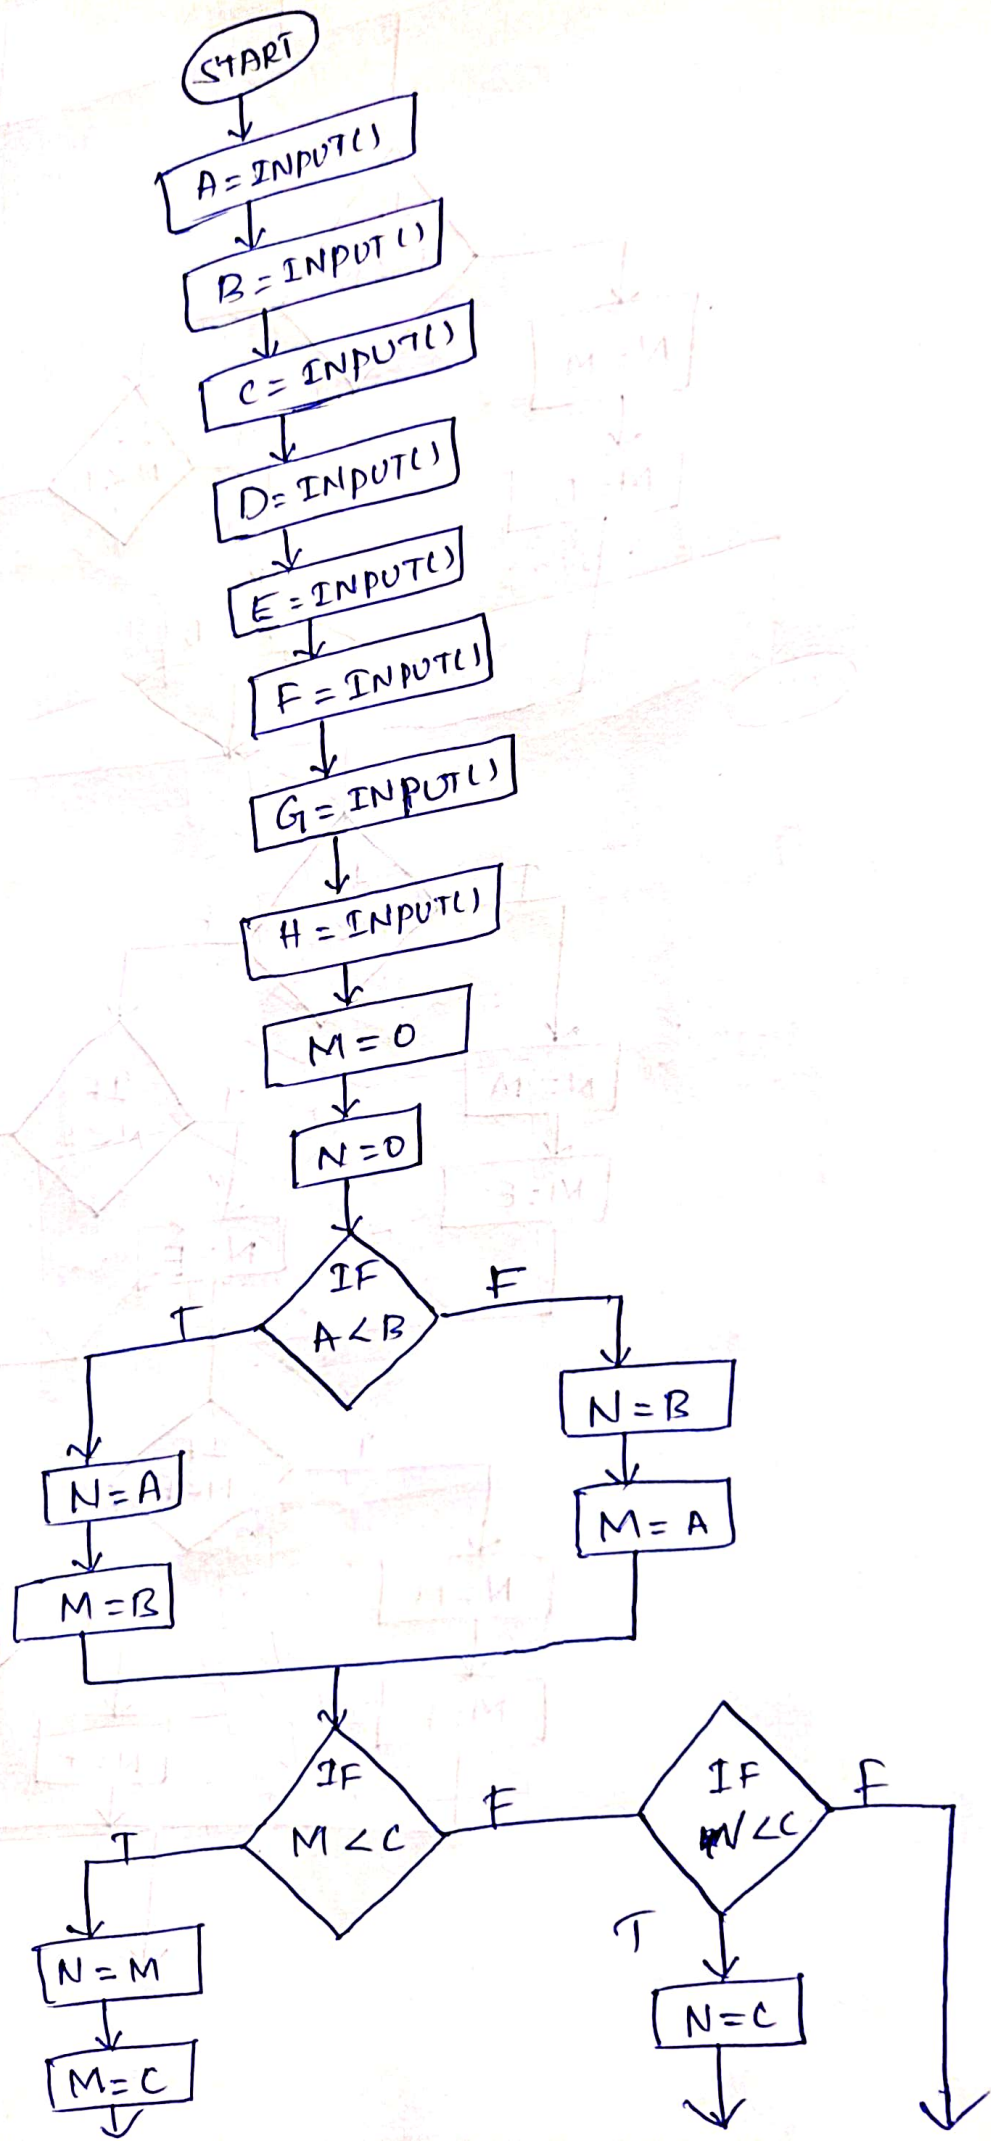 START
A = INPUT()
B = INPUT()
C = INPUT()
D = INPUT()
E = INPUT()
F = INPUT()
G = INPUT()
H = INPUT()
M = 0
N = 0
IF
A < B
T
F
N = A
M = B
N = B
M = A
IF
M < C
T
F
N = M
M = C
IF
N < C
T
F
N = C